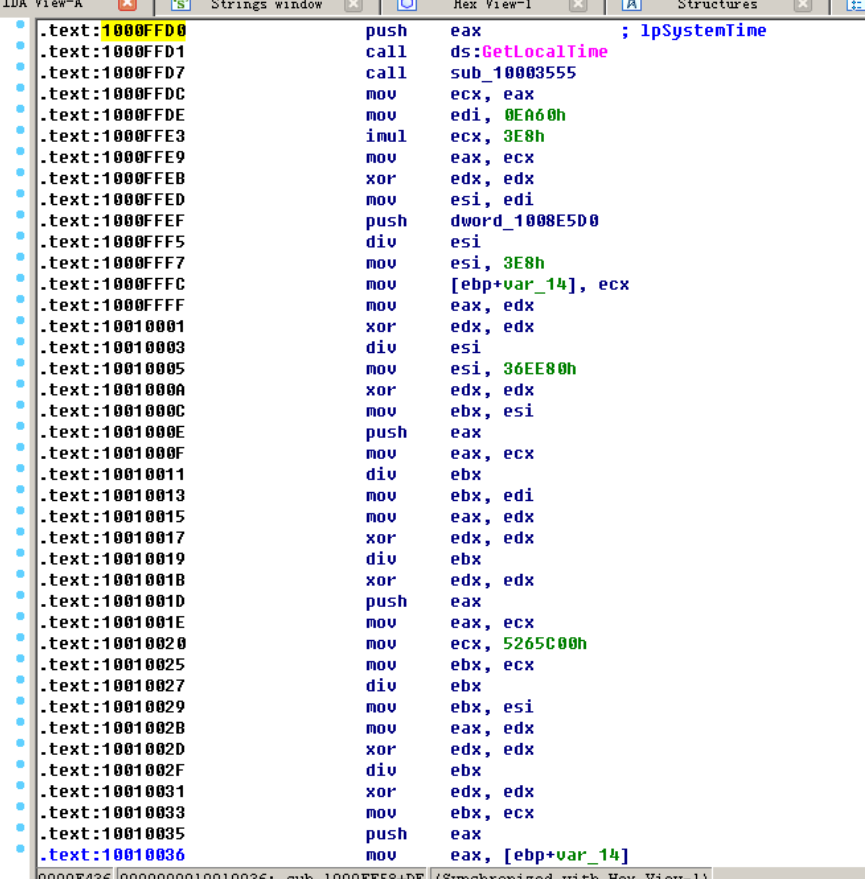 IDA View-A Strings window Hex View-1 Structures
.text:1000FFD0 push eax ; lpSystemTime
.text:1000FFD1 call ds:GetLocalTime
.text:1000FFD7 call sub_10003555
.text:1000FFDC mov ecx, eax
.text:1000FFDE mov edi, 0EA60h
.text:1000FFE3 imul ecx, 3E8h
.text:1000FFE9 mov eax, ecx
.text:1000FFEB xor edx, edx
.text:1000FFED mov esi, edi
.text:1000FFEF push dword_1008E5D0
.text:1000FFF5 div esi
.text:1000FFF7 mov esi, 3E8h
.text:1000FFFC mov [ebp+var_14], ecx
.text:1000FFFF mov eax, edx
.text:10010001 xor edx, edx
.text:10010003 div esi
.text:10010005 mov esi, 36EE80h
.text:1001000A xor edx, edx
.text:1001000C mov ebx, esi
.text:1001000E push eax
.text:1001000F mov eax, ecx
.text:10010011 div ebx
.text:10010013 mov ebx, edi
.text:10010015 mov eax, edx
.text:10010017 xor edx, edx
.text:10010019 div ebx
.text:1001001B xor edx, edx
.text:1001001D push eax
.text:1001001E mov eax, ecx
.text:10010020 mov ecx, 5265C00h
.text:10010025 mov ebx, ecx
.text:10010027 div ebx
.text:10010029 mov ebx, esi
.text:1001002B mov eax, edx
.text:1001002D xor edx, edx
.text:1001002F div ebx
.text:10010031 xor edx, edx
.text:10010033 mov ebx, ecx
.text:10010035 push eax
.text:10010036 mov eax, [ebp+var_14]
0000F436 0000000010010036: sub_1000FF58+DE (Synchronized with Hex View-1)